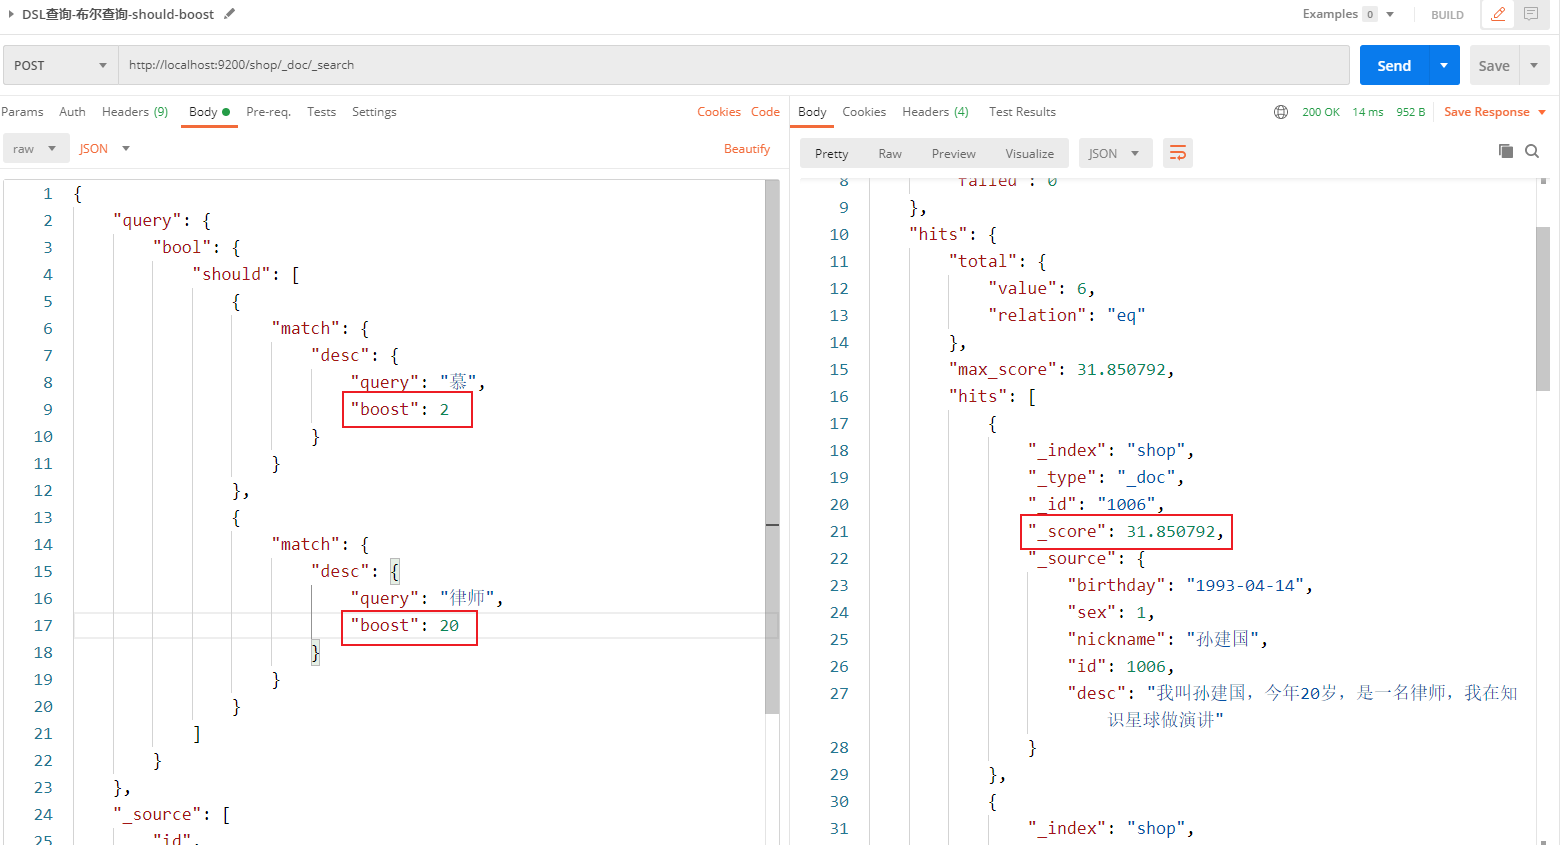 DSL查询-布尔查询-should-boost
Examples 0 BUILD
POST http://localhost:9200/shop/_doc/_search Send Save
Params Auth Headers (9) Body Pre-req. Tests Settings Cookies Code
raw JSON Beautify
1 {
2 "query": {
3 "bool": {
4 "should": [
5 {
6 "match": {
7 "desc": {
8 "query": "慕",
9 "boost": 2
10 }
11 }
12 },
13 {
14 "match": {
15 "desc": {
16 "query": "律师",
17 "boost": 20
18 }
19 }
20 }
21 ]
22 }
23 },
24 "_source": [
25 "id",
Body Cookies Headers (4) Test Results 200 OK 14 ms 952 B Save Response
Pretty Raw Preview Visualize JSON
8 "failed": 0
9 },
10 "hits": {
11 "total": {
12 "value": 6,
13 "relation": "eq"
14 },
15 "max_score": 31.850792,
16 "hits": [
17 {
18 "_index": "shop",
19 "_type": "_doc",
20 "_id": "1006",
21 "_score": 31.850792,
22 "_source": {
23 "birthday": "1993-04-14",
24 "sex": 1,
25 "nickname": "孙建国",
26 "id": 1006,
27 "desc": "我叫孙建国，今年20岁，是一名律师，我在知
识星球做演讲"
28 }
29 },
30 {
31 "_index": "shop",